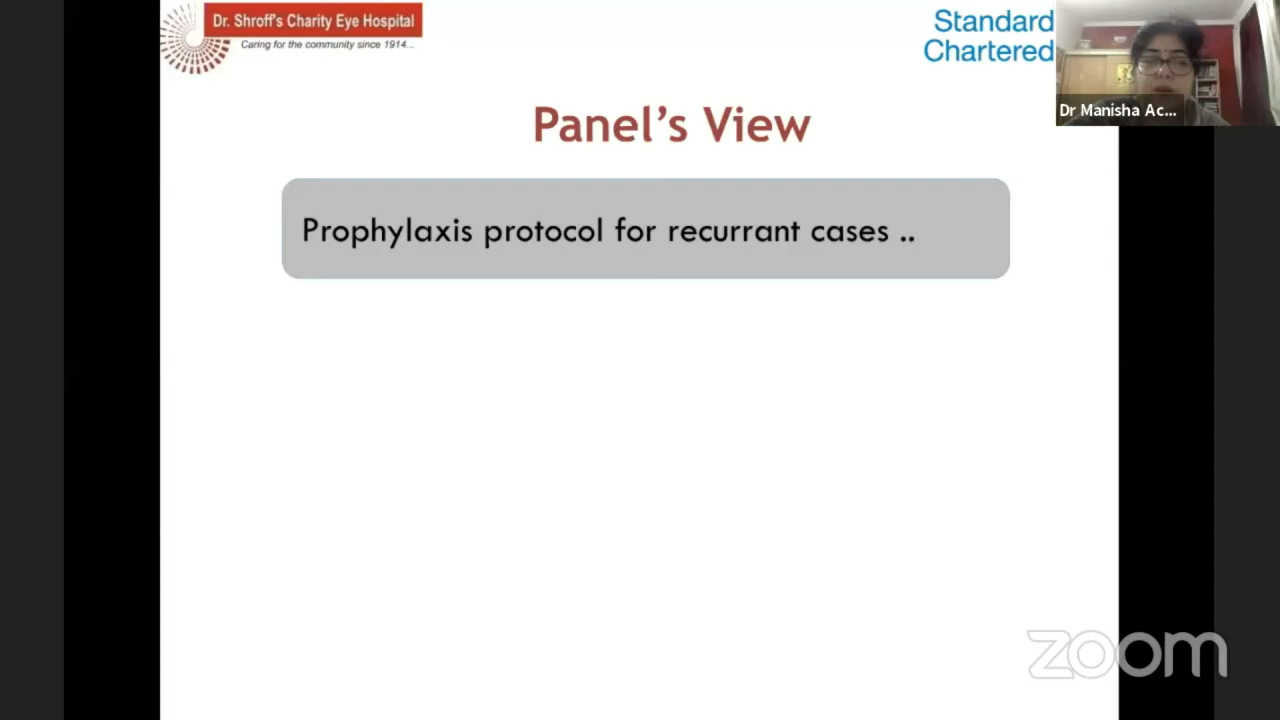 Dr. Shroff's Charity Eye Hospital
Caring for the community since 1914...
Standard
Chartered
Dr Manisha Ac...
Panel's View
Prophylaxis protocol for recurrant cases ..
zoom